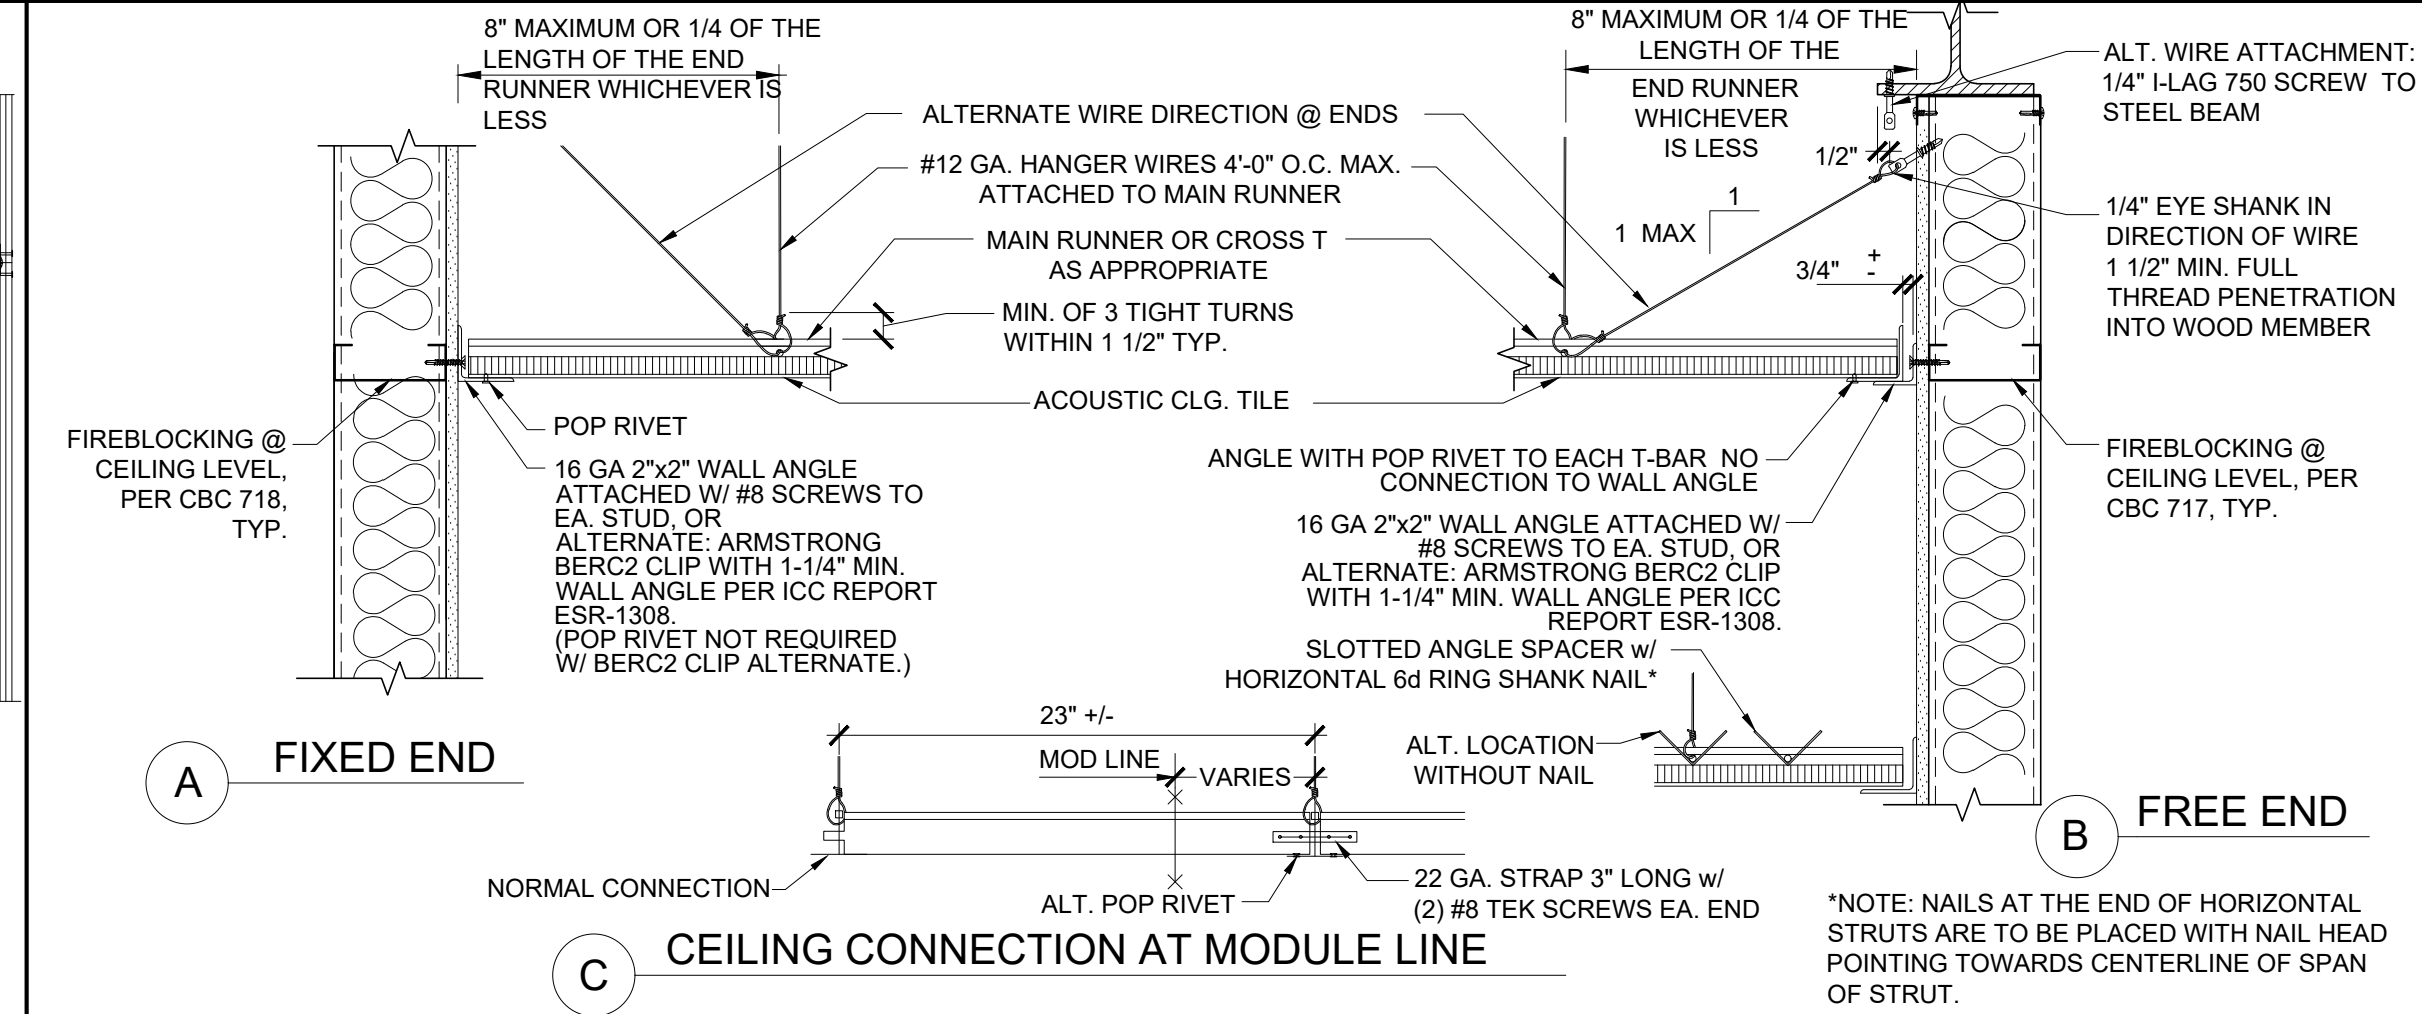 8" MAXIMUM OR 1/4 OF THE
LENGTH OF THE END
RUNNER WHICHEVER IS
LESS
8" MAXIMUM OR 1/4 OF THE
LENGTH OF THE
END RUNNER
WHICHEVER
IS LESS
ALT. WIRE ATTACHMENT:
1/4" I-LAG 750 SCREW TO
STEEL BEAM
ALTERNATE WIRE DIRECTION @ ENDS
#12 GA. HANGER WIRES 4'-0" O.C. MAX.
ATTACHED TO MAIN RUNNER
MAIN RUNNER OR CROSS T
AS APPROPRIATE
MIN. OF 3 TIGHT TURNS
WITHIN 1 1/2" TYP.
ACOUSTIC CLG. TILE
1/2"
1
1 MAX
3/4" +
-
1/4" EYE SHANK IN
DIRECTION OF WIRE
1 1/2" MIN. FULL
THREAD PENETRATION
INTO WOOD MEMBER
FIREBLOCKING @
CEILING LEVEL,
PER CBC 718,
TYP.
POP RIVET
16 GA 2"x2" WALL ANGLE
ATTACHED W/ #8 SCREWS TO
EA. STUD, OR
ALTERNATE: ARMSTRONG
BERC2 CLIP WITH 1-1/4" MIN.
WALL ANGLE PER ICC REPORT
ESR-1308.
(POP RIVET NOT REQUIRED
W/ BERC2 CLIP ALTERNATE.)
ANGLE WITH POP RIVET TO EACH T-BAR NO
CONNECTION TO WALL ANGLE
16 GA 2"x2" WALL ANGLE ATTACHED W/
#8 SCREWS TO EA. STUD, OR
ALTERNATE: ARMSTRONG BERC2 CLIP
WITH 1-1/4" MIN. WALL ANGLE PER ICC
REPORT ESR-1308.
SLOTTED ANGLE SPACER w/
HORIZONTAL 6d RING SHANK NAIL*
FIREBLOCKING @
CEILING LEVEL, PER
CBC 717, TYP.
A
FIXED END
23" +/-
MOD LINE
VARIES
ALT. LOCATION
WITHOUT NAIL
B
FREE END
NORMAL CONNECTION
ALT. POP RIVET
22 GA. STRAP 3" LONG w/
(2) #8 TEK SCREWS EA. END
C
CEILING CONNECTION AT MODULE LINE
*NOTE: NAILS AT THE END OF HORIZONTAL
STRUTS ARE TO BE PLACED WITH NAIL HEAD
POINTING TOWARDS CENTERLINE OF SPAN
OF STRUT.